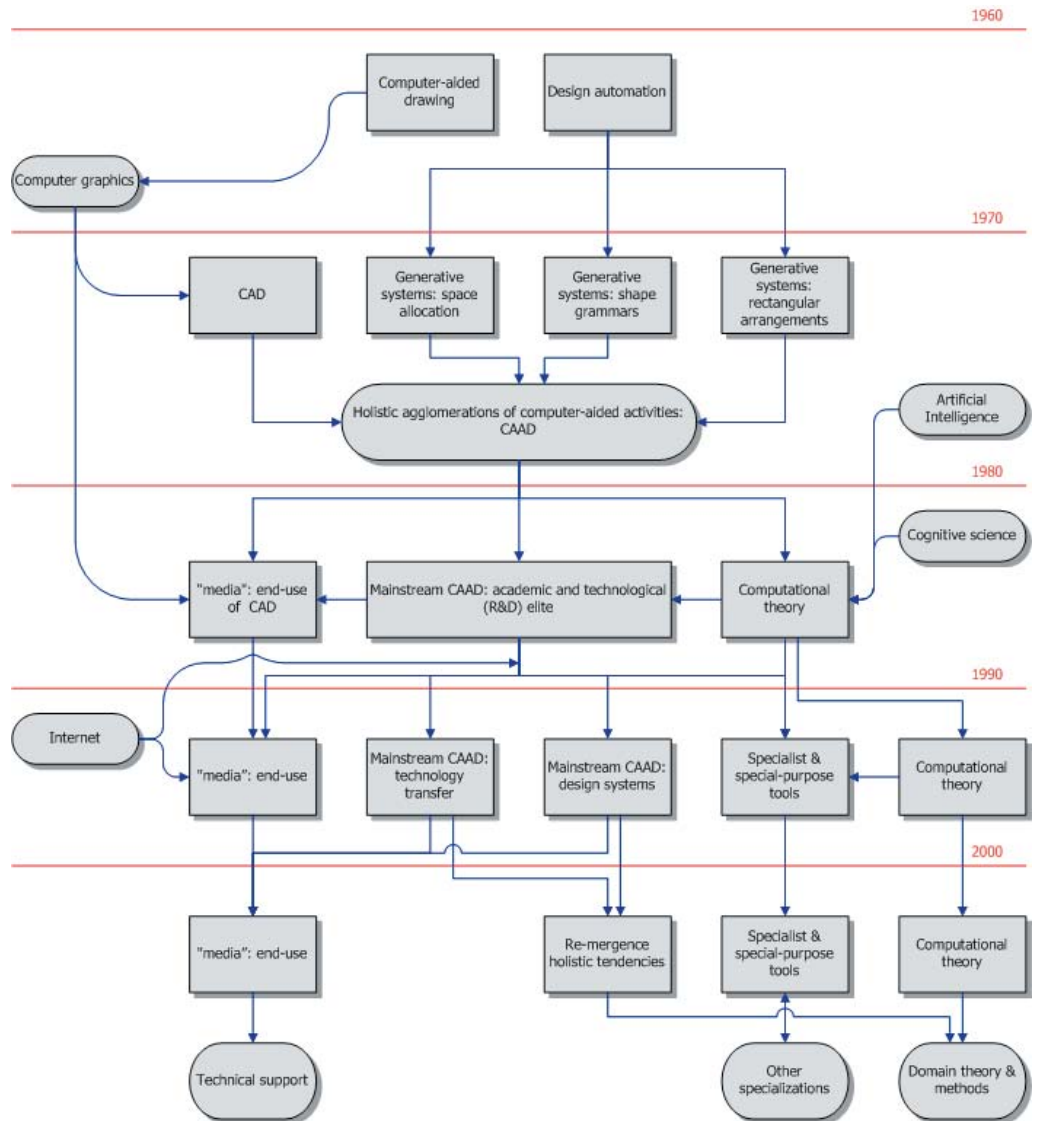 1960
Computer-aided
drawing
Design automation
Computer graphics
1970
CAD
Generative
systems: space
allocation
Generative
systems: shape
grammars
Generative
systems:
rectangular
arrangements
Holistic agglomerations of computer-aided activities:
CAAD
Artificial
Intelligence
1980
Cognitive science
"media": end-use
of CAD
Mainstream CAAD: academic and technological
(R&D) elite
Computational
theory
1990
Internet
"media": end-use
Mainstream CAAD:
technology
transfer
Mainstream CAAD:
design systems
Specialist &
special-purpose
tools
Computational
theory
2000
"media": end-use
Re-mergence
holistic tendencies
Specialist &
special-purpose
tools
Computational
theory
Technical support
Other
specializations
Domain theory &
methods